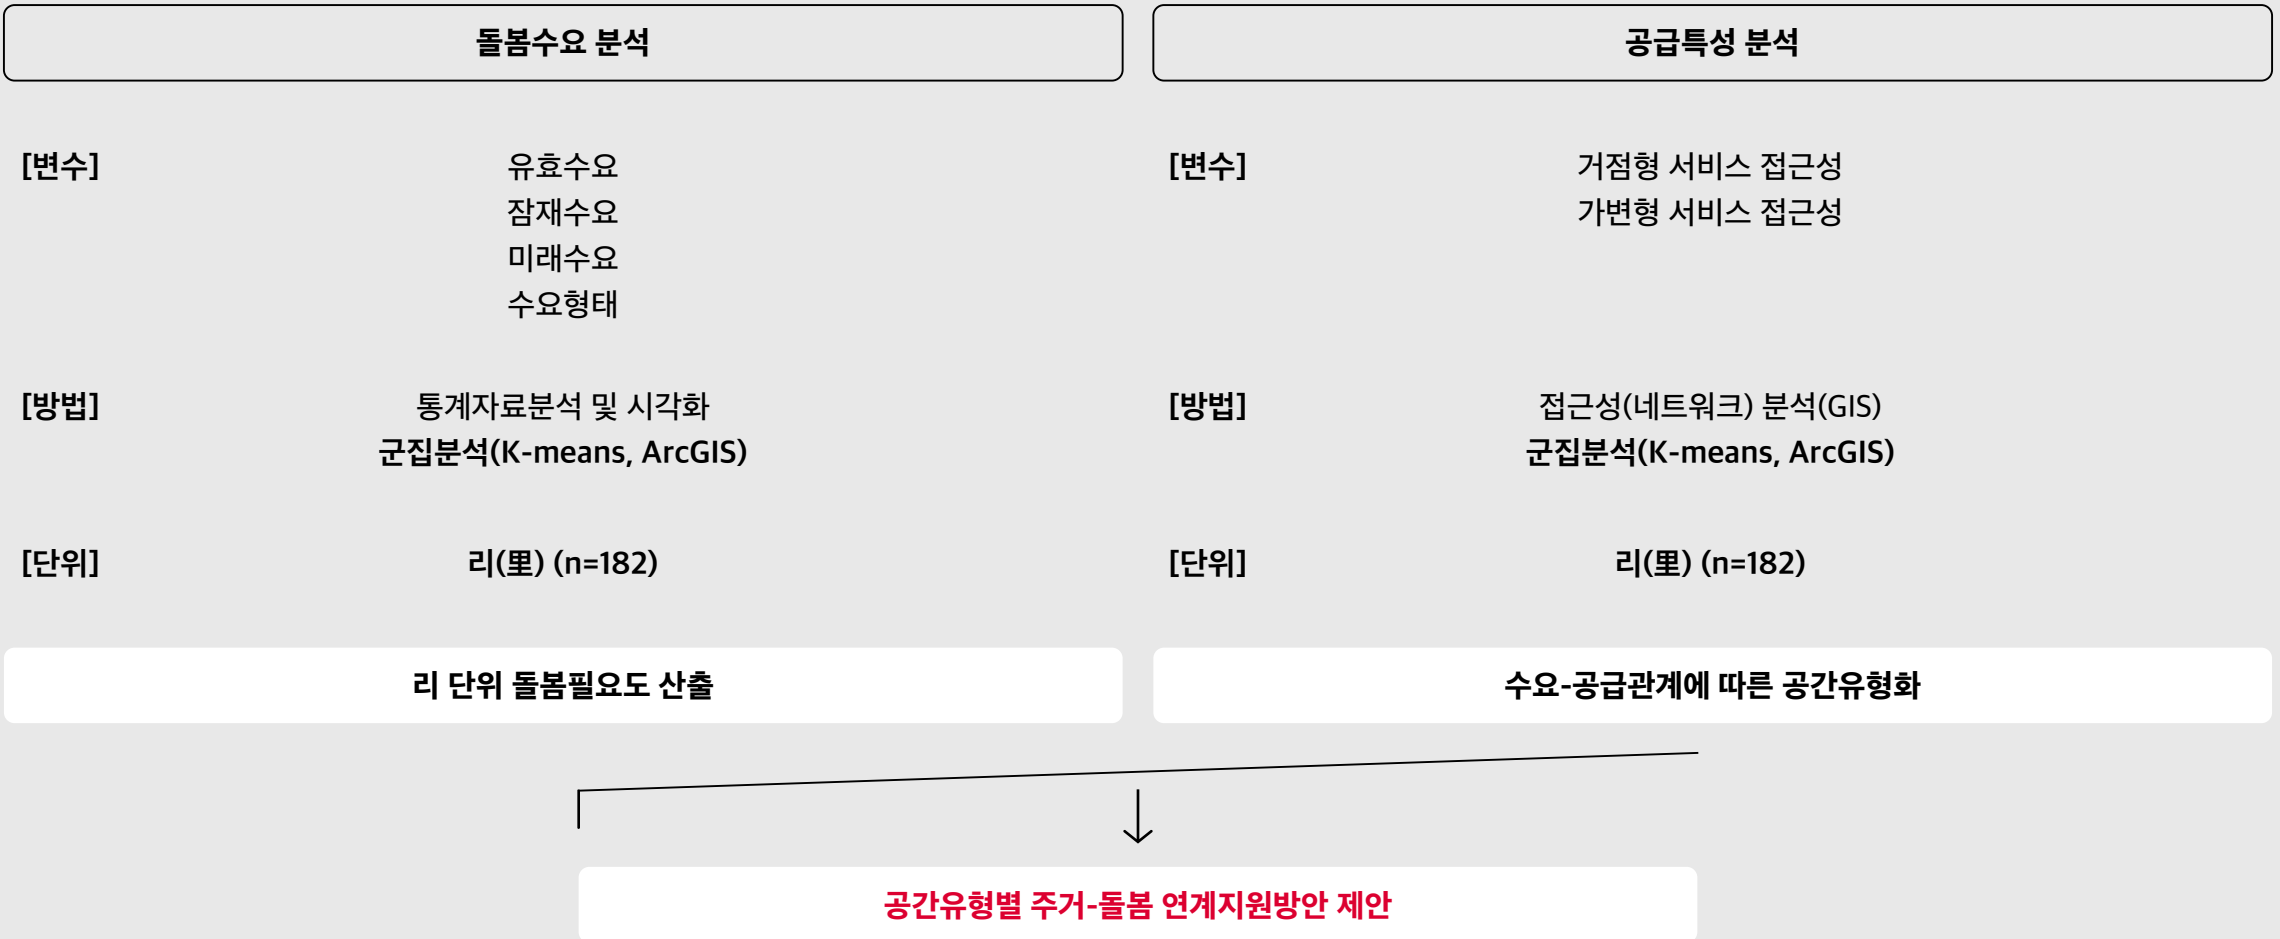 돌봄수요 분석
[변수]
유효수요
잠재수요
미래수요
수요형태
[방법]
통계자료분석 및 시각화
군집분석(K-means, ArcGIS)
[단위]
리(里) (n=182)
리 단위 돌봄필요도 산출
공급특성 분석
[변수]
거점형 서비스 접근성
가변형 서비스 접근성
[방법]
접근성(네트워크) 분석(GIS)
군집분석(K-means, ArcGIS)
[단위]
리(里) (n=182)
수요-공급관계에 따른 공간유형화
공간유형별 주거-돌봄 연계지원방안 제안